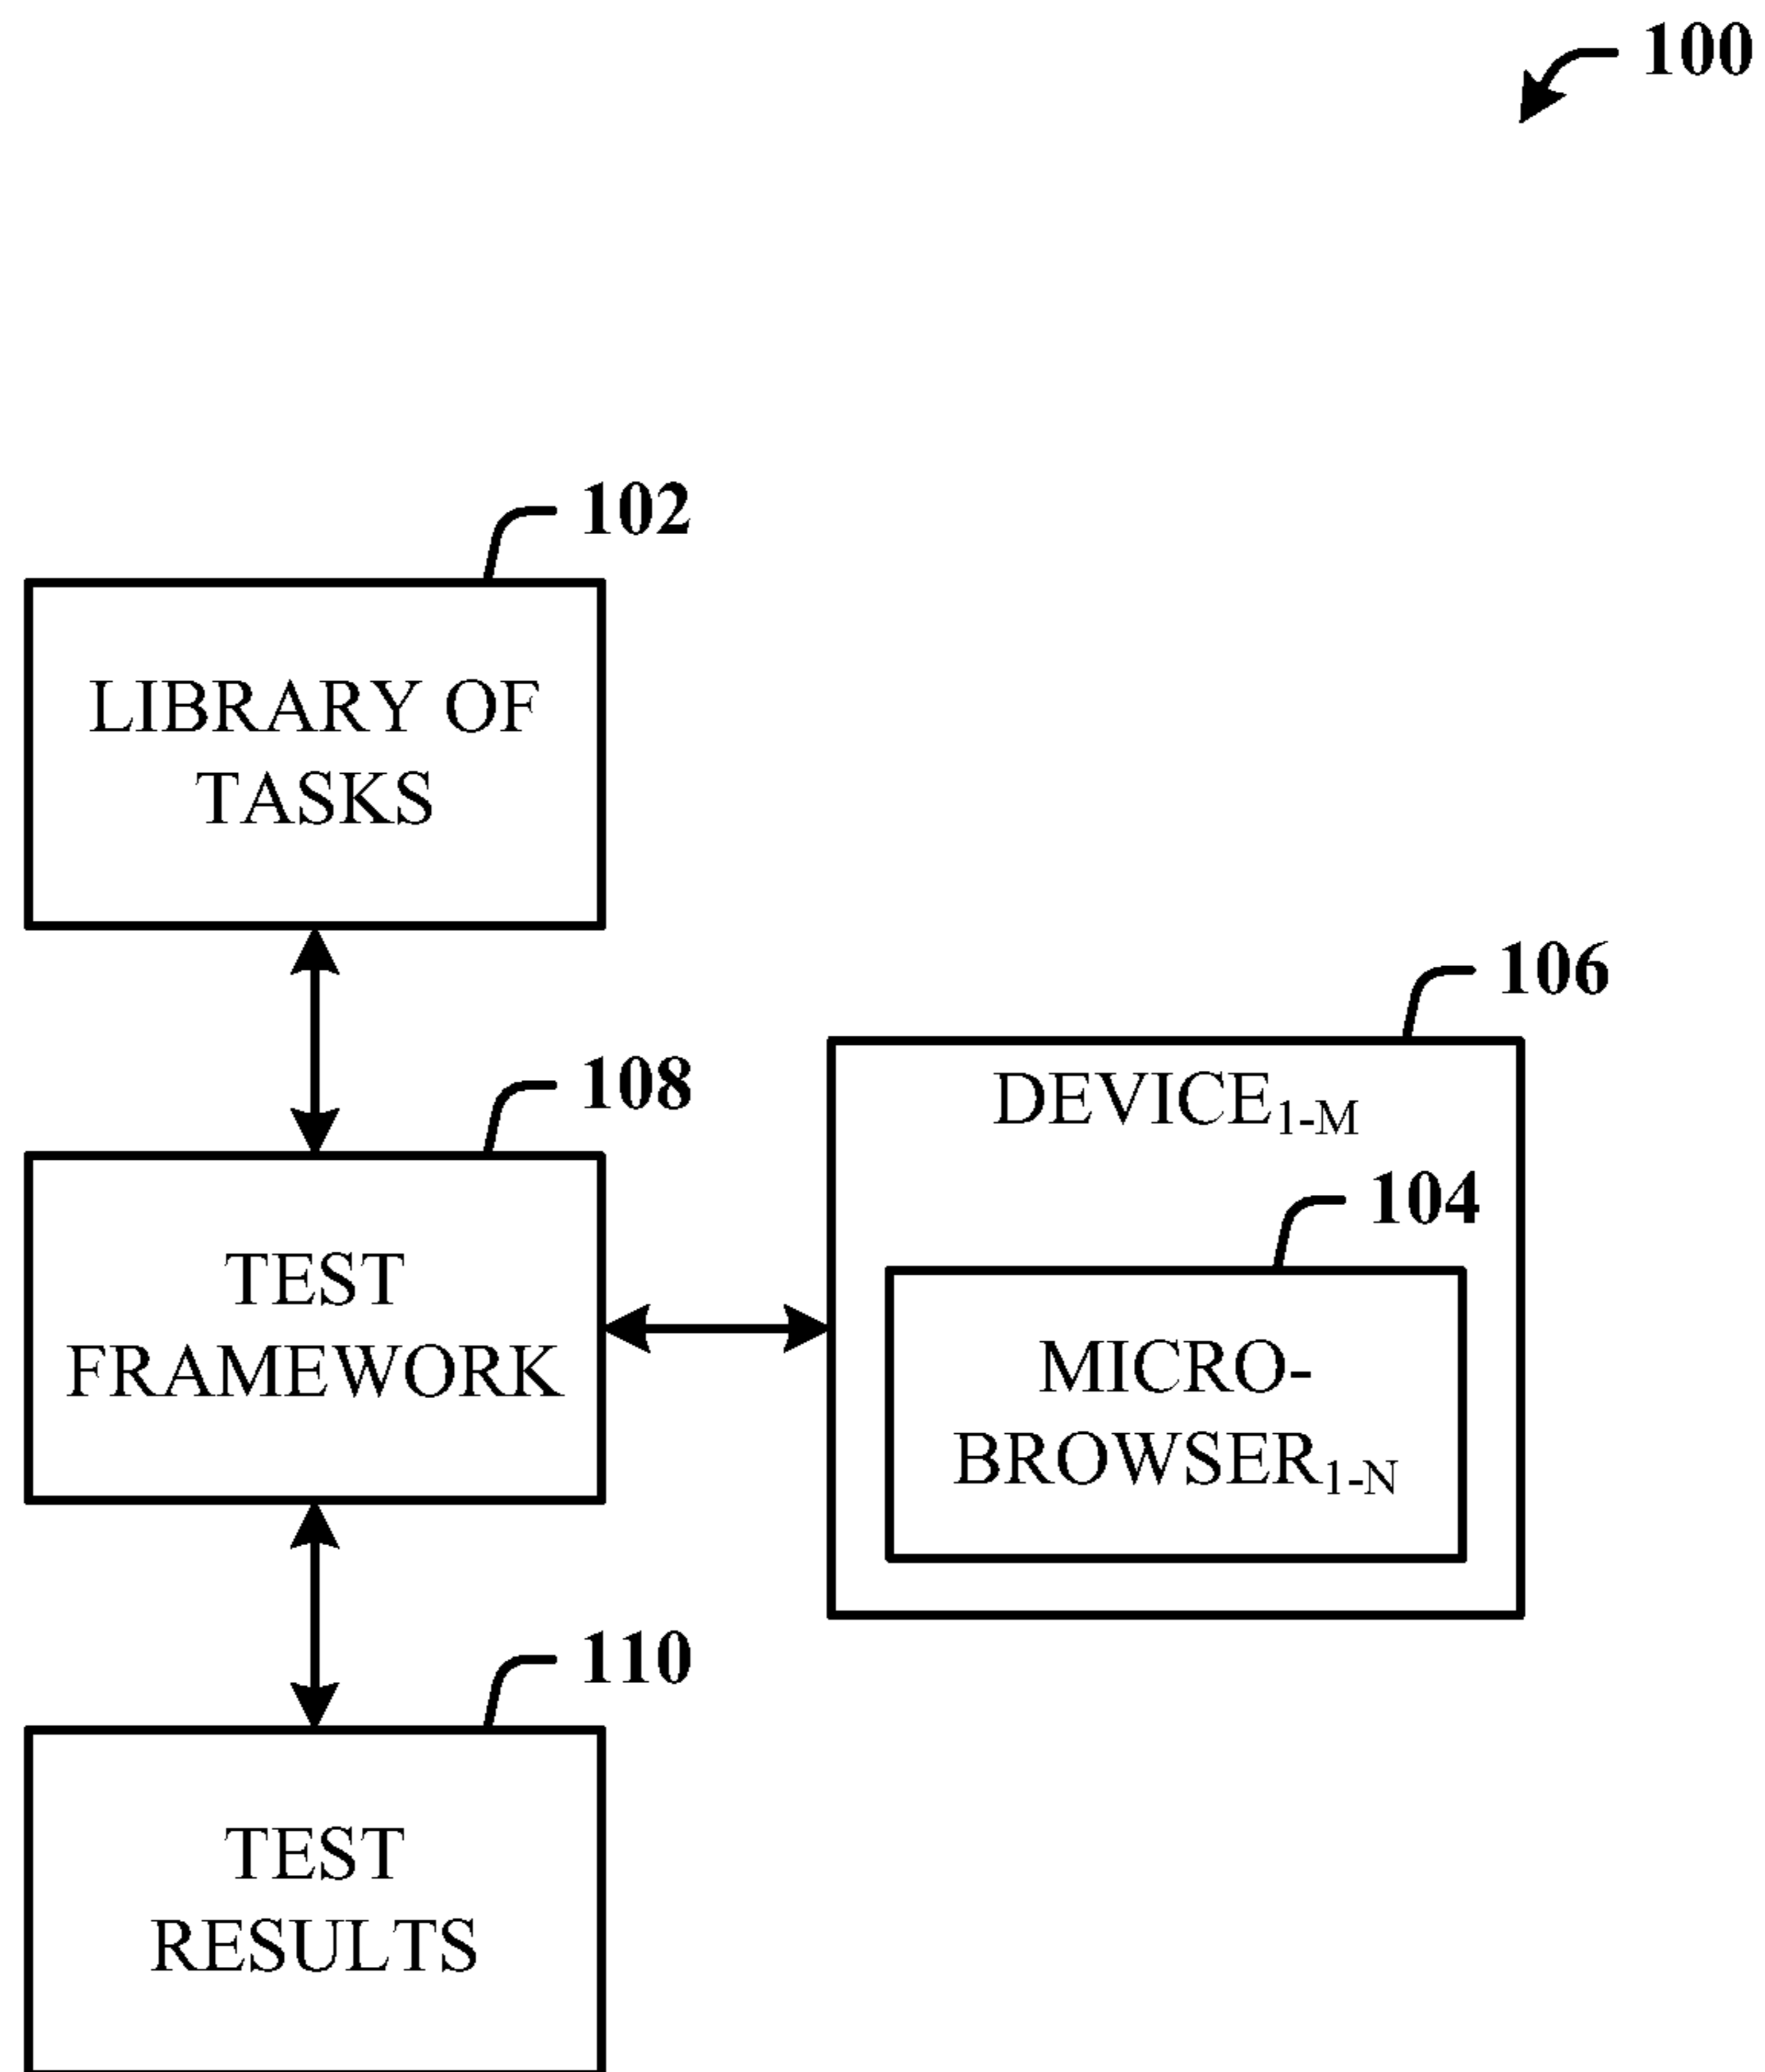 100
102
LIBRARY OF
TASKS
106
108
DEVICE1-M
104
TEST
FRAMEWORK
MICRO-
BROWSER1-N
110
TEST
RESULTS